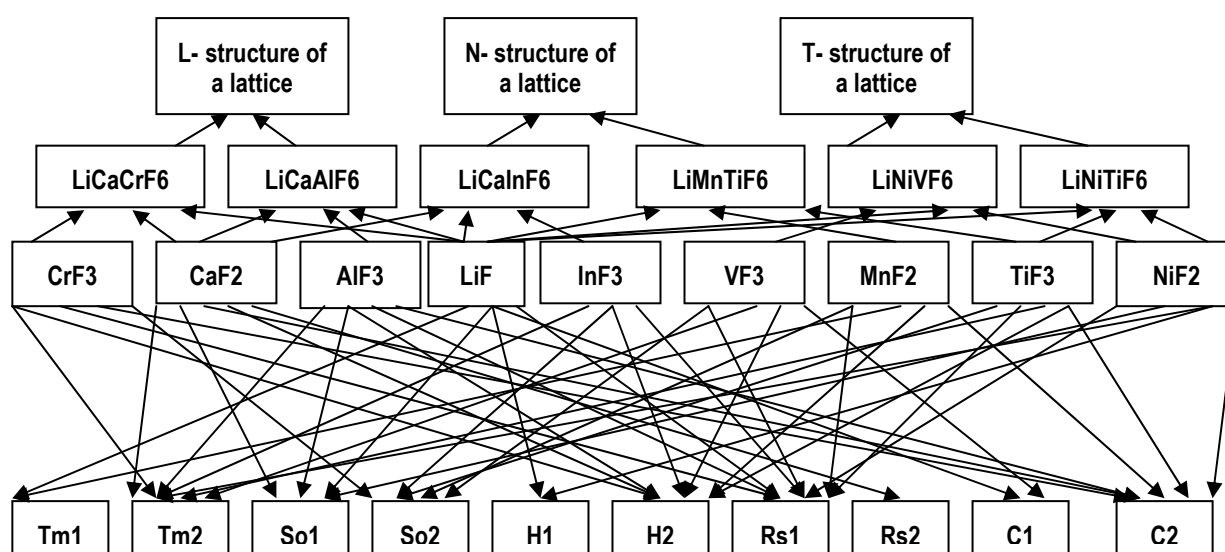 L- structure of
a lattice
N- structure of
a lattice
T- structure of
a lattice
LiCaCrF6
LiCaAlF6
LiCaInF6
LiMnTiF6
LiNiVF6
LiNiTiF6
CrF3
CaF2
AlF3
LiF
InF3
VF3
MnF2
TiF3
NiF2
Tm1
Tm2
So1
So2
H1
H2
Rs1
Rs2
C1
C2